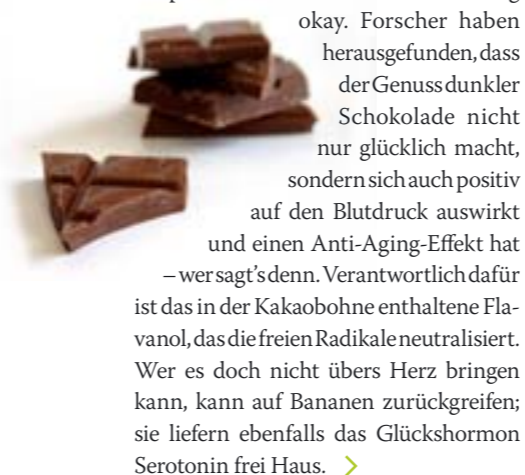 okay. Forscher haben
herausgefunden, dass
der Genuss dunkler
Schokolade nicht
nur glücklich macht,
sondern sich auch positiv
auf den Blutdruck auswirkt
und einen Anti-Aging-Effekt hat
– wer sagt's denn. Verantwortlich dafür
ist das in der Kakaobohne enthaltene Fla-
vanol, das die freien Radikale neutralisiert.
Wer es doch nicht übers Herz bringen
kann, kann auf Bananen zurückgreifen;
sie liefern ebenfalls das Glückshormon
Serotonin frei Haus. >